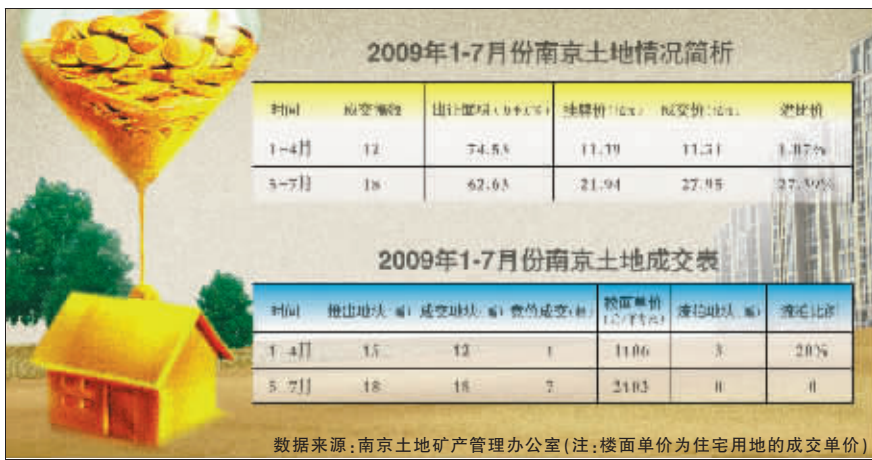 2009年1-7月份南京土地情况简析
时间 成交幅数 出让面积(万平方米) 挂牌价(亿元) 成交价(亿元) 溢比价
1-4月 12 74.53 11.19 11.31 1.07%
5-7月 18 62.63 21.94 27.95 27.39%
2009年1-7月份南京土地成交表
时间 推出地块(幅) 成交地块(幅) 竞价成交(幅) 楼面单价 流拍地块(幅) 流拍比例
(元/平方米)
1-4月 15 12 1 1106 3 20%
5-7月 18 18 7 2103 0 0
数据来源:南京土地矿产管理办公室(注:楼面单价为住宅用地的成交单价)